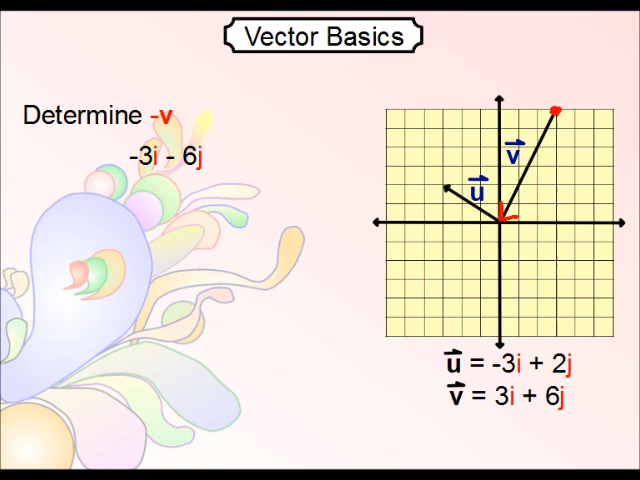 Vector Basics
Determine -v
-3i - 6j
v
u
u = -3i + 2j
v = 3i + 6j